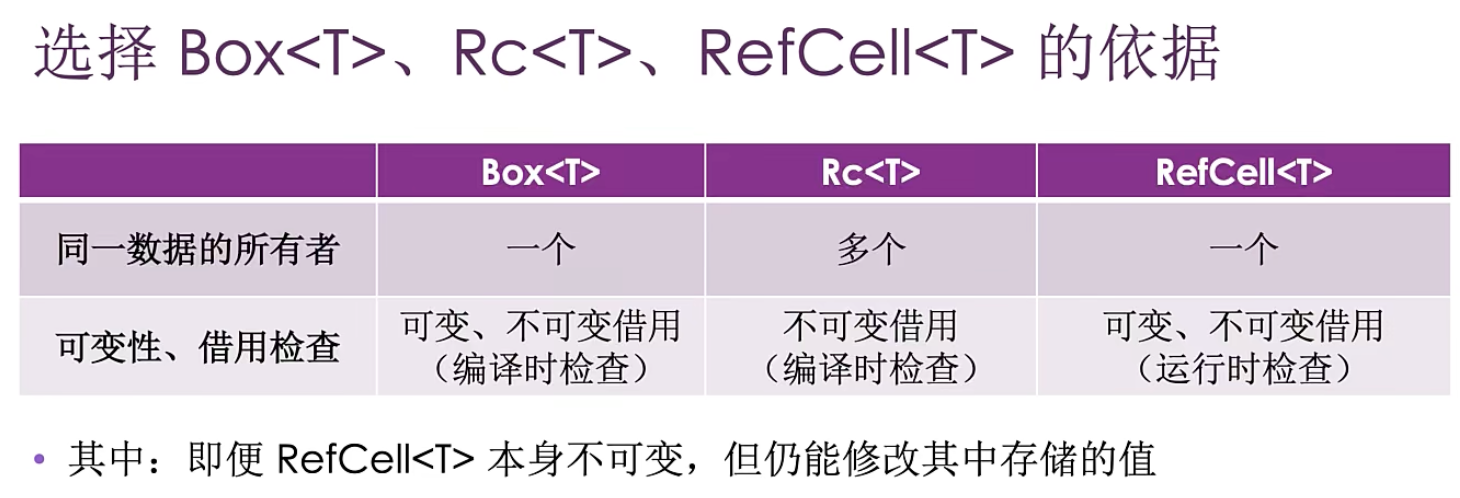 选择 Box<T>、Rc<T>、RefCell<T> 的依据
Box<T> Rc<T> RefCell<T>
同一数据的所有者 一个 多个 一个
可变性、借用检查 可变、不可变借用 不可变借用 可变、不可变借用
（编译时检查） （编译时检查） （运行时检查）
• 其中：即便 RefCell<T> 本身不可变，但仍能修改其中存储的值